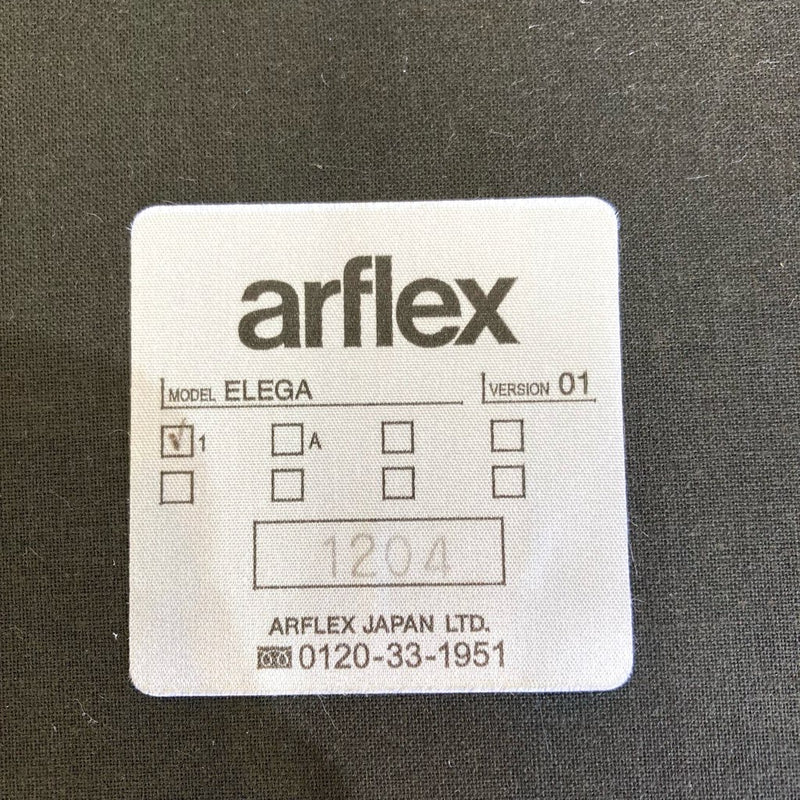 arflex
MODEL ELEGA VERSION 01
☑1 ☐A ☐ ☐
☐ ☐ ☐ ☐
1204
ARFLEX JAPAN LTD.
0120-33-1951